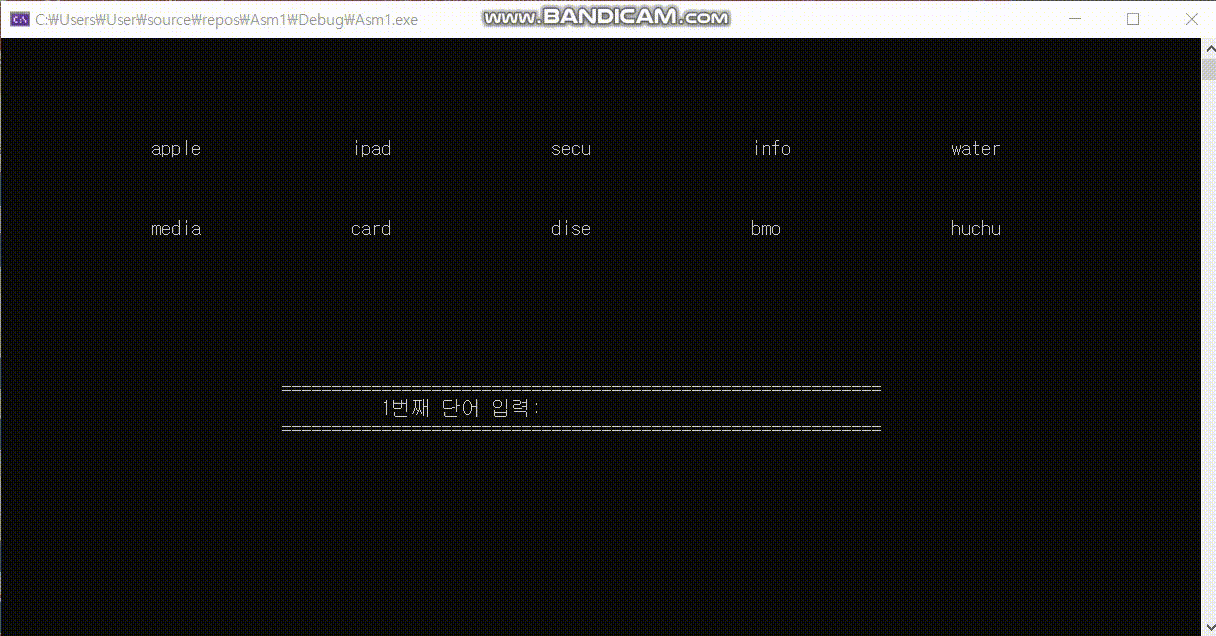 C:\Users\User\source\repos\Asm1\Debug\Asm1.exe
www.BANDICAM.com
apple ipad secu info water
media card dise bmo huchu
============================================================
1번째 단어 입력:
============================================================